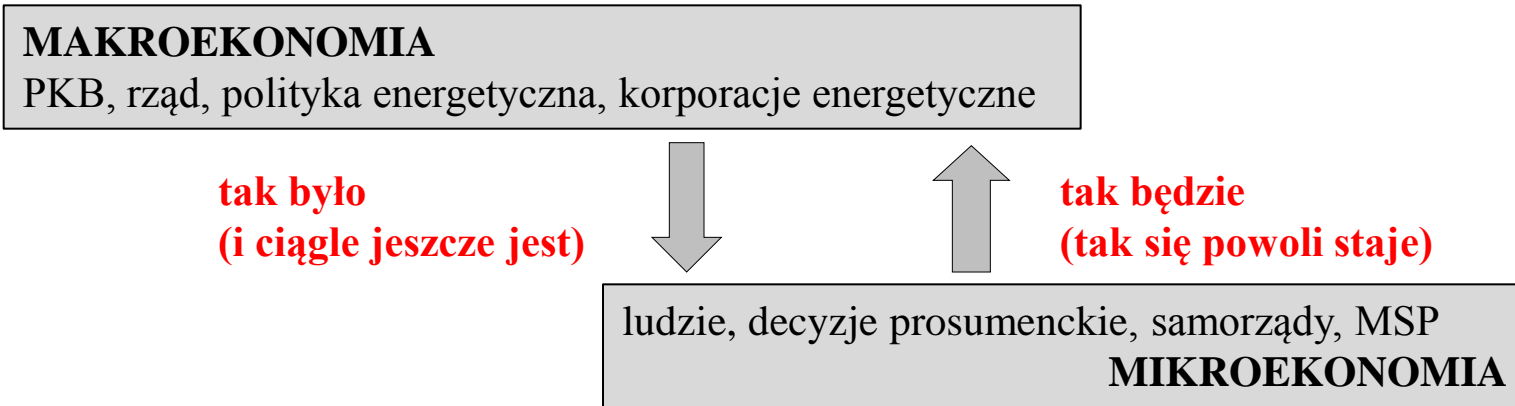 MAKROEKONOMIA
PKB, rząd, polityka energetyczna, korporacje energetyczne
tak było
(i ciągle jeszcze jest)
tak będzie
(tak się powoli staje)
ludzie, decyzje prosumenckie, samorządy, MSP
MIKROEKONOMIA